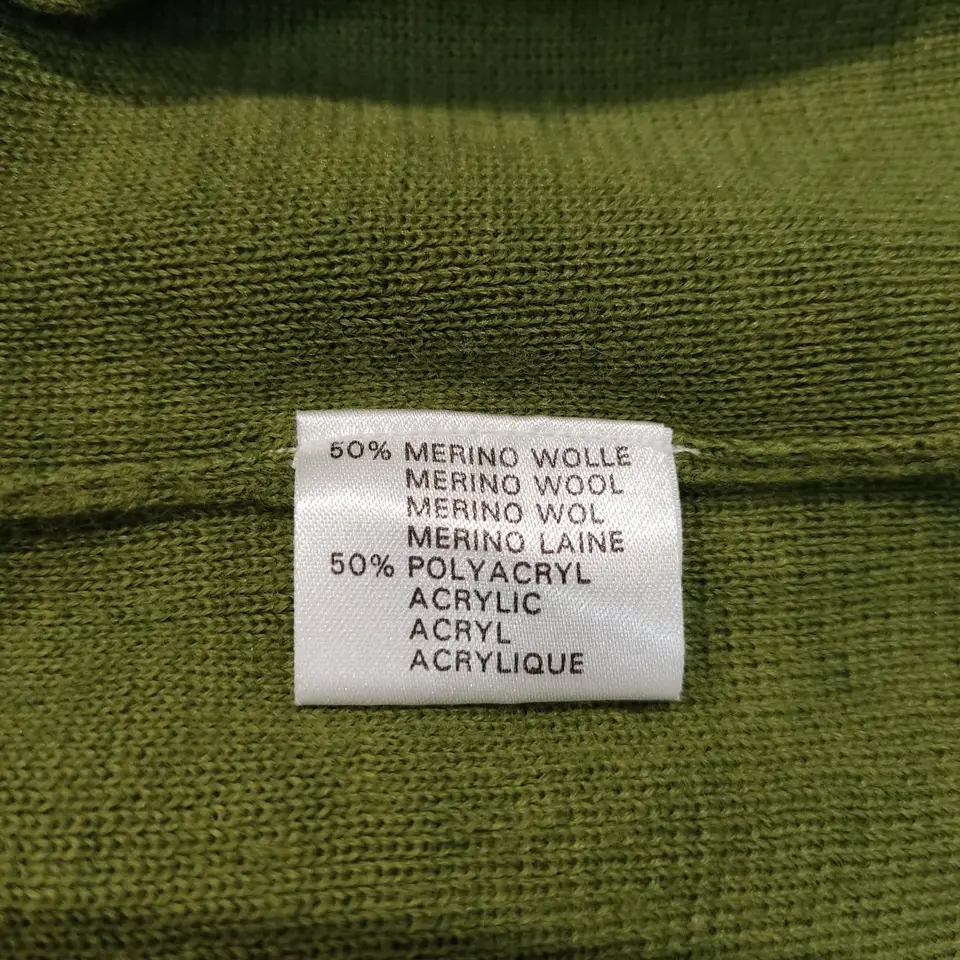 50% MERINO WOLLE
MERINO WOOL
MERINO WOL
MERINO LAINE
50% POLYACRYL
ACRYLIC
ACRYL
ACRYLIQUE